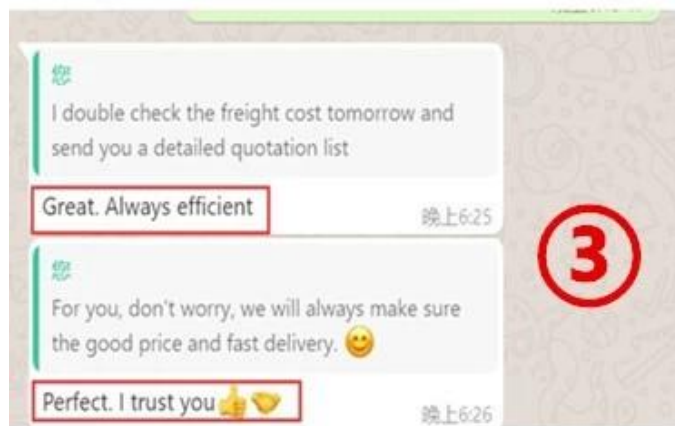 您
I double check the freight cost tomorrow and
send you a detailed quotation list
Great. Always efficient
晚上6:25
③
您
For you, don't worry, we will always make sure
the good price and fast delivery. 😊
Perfect. I trust you👍🤝
晚上6:26